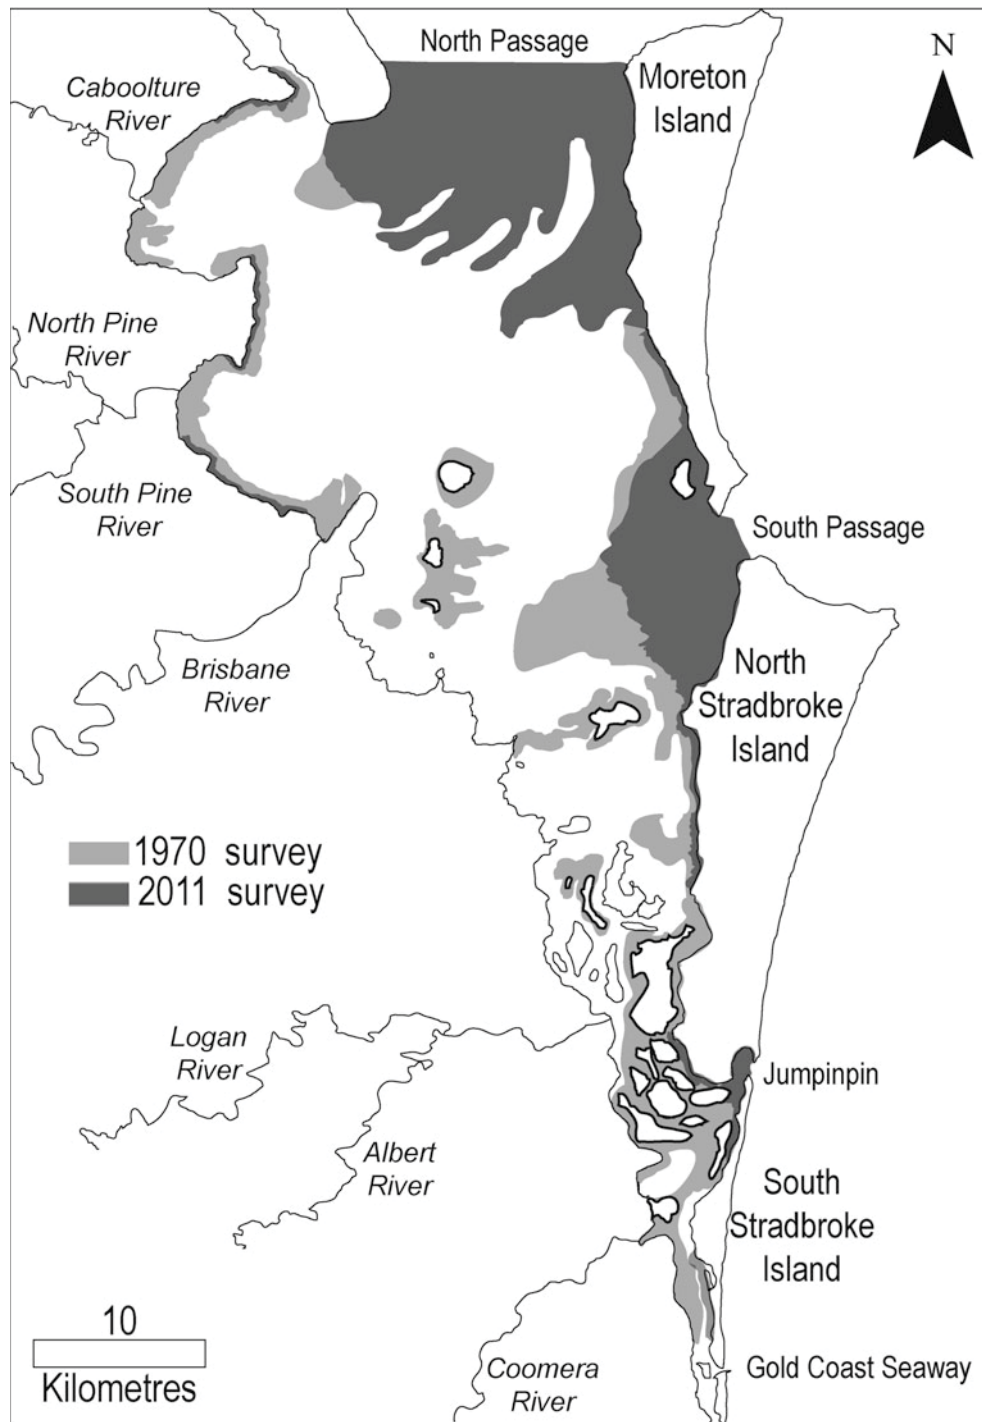 North Passage
N
Moreton
Island
Caboolture
River
North Pine
River
South Pine
River
South Passage
Brisbane
River
North
Stradbroke
Island
1970 survey
2011 survey
Logan
River
Jumpinpin
Albert
River
South
Stradbroke
Island
10
Kilometres
Coomera
River
Gold Coast Seaway